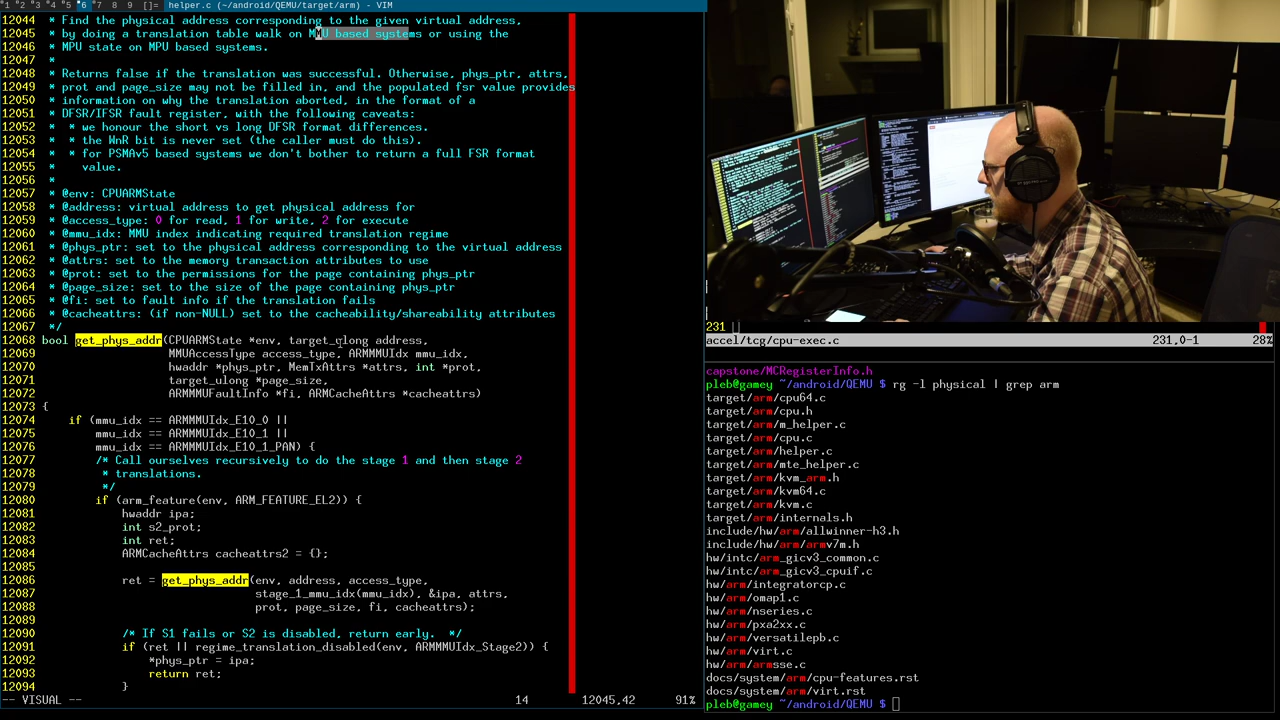 1 2 3 4 5 6 7 8 9 []= helper.c (~/android/QEMU/target/arm) - VIM
12044  * Find the physical address corresponding to the given virtual address,
12045  * by doing a translation table walk on MMU based systems or using the
12046  * MPU state on MPU based systems.
12047  *
12048  * Returns false if the translation was successful. Otherwise, phys_ptr, attrs,
12049  * prot and page_size may not be filled in, and the populated fsr value provides
12050  * information on why the translation aborted, in the format of a
12051  * DFSR/IFSR fault register, with the following caveats:
12052  *  * we honour the short vs long DFSR format differences.
12053  *  * the WnR bit is never set (the caller must do this).
12054  *  * for PSMAv5 based systems we don't bother to return a full FSR format
12055  *    value.
12056  *
12057  * @env: CPUARMState
12058  * @address: virtual address to get physical address for
12059  * @access_type: 0 for read, 1 for write, 2 for execute
12060  * @mmu_idx: MMU index indicating required translation regime
12061  * @phys_ptr: set to the physical address corresponding to the virtual address
12062  * @attrs: set to the memory transaction attributes to use
12063  * @prot: set to the permissions for the page containing phys_ptr
12064  * @page_size: set to the size of the page containing phys_ptr
12065  * @fi: set to fault info if the translation fails
12066  * @cacheattrs: (if non-NULL) set to the cacheability/shareability attributes
12067  */
12068 bool get_phys_addr(CPUARMState *env, target_ulong address,
12069                    MMUAccessType access_type, ARMMMUIdx mmu_idx,
12070                    hwaddr *phys_ptr, MemTxAttrs *attrs, int *prot,
12071                    target_ulong *page_size,
12072                    ARMMMUFaultInfo *fi, ARMCacheAttrs *cacheattrs)
12073 {
12074     if (mmu_idx == ARMMMUIdx_E10_0 ||
12075         mmu_idx == ARMMMUIdx_E10_1 ||
12076         mmu_idx == ARMMMUIdx_E10_1_PAN) {
12077         /* Call ourselves recursively to do the stage 1 and then stage 2
12078          * translations.
12079          */
12080         if (arm_feature(env, ARM_FEATURE_EL2)) {
12081             hwaddr ipa;
12082             int s2_prot;
12083             int ret;
12084             ARMCacheAttrs cacheattrs2 = {};
12085
12086             ret = get_phys_addr(env, address, access_type,
12087                                 stage_1_mmu_idx(mmu_idx), &ipa, attrs,
12088                                 prot, page_size, fi, cacheattrs);
12089
12090             /* If S1 fails or S2 is disabled, return early.  */
12091             if (ret || regime_translation_disabled(env, ARMMMUIdx_Stage2)) {
12092                 *phys_ptr = ipa;
12093                 return ret;
12094             }
-- VISUAL -- 14 12045,42 91%
231
accel/tcg/cpu-exec.c 231,0-1 28%
capstone/MCRegisterInfo.h
pleb@gamey ~/android/QEMU $ rg -l physical | grep arm
target/arm/cpu64.c
target/arm/cpu.h
target/arm/m_helper.c
target/arm/cpu.c
target/arm/helper.c
target/arm/mte_helper.c
target/arm/kvm_arm.h
target/arm/kvm64.c
target/arm/kvm.c
target/arm/internals.h
include/hw/arm/allwinner-h3.h
include/hw/arm/armv7m.h
hw/intc/arm_gicv3_common.c
hw/intc/arm_gicv3_cpuif.c
hw/arm/integratorcp.c
hw/arm/omap1.c
hw/arm/nseries.c
hw/arm/pxa2xx.c
hw/arm/versatilepb.c
hw/arm/virt.c
hw/arm/armsse.c
docs/system/arm/cpu-features.rst
docs/system/arm/virt.rst
pleb@gamey ~/android/QEMU $